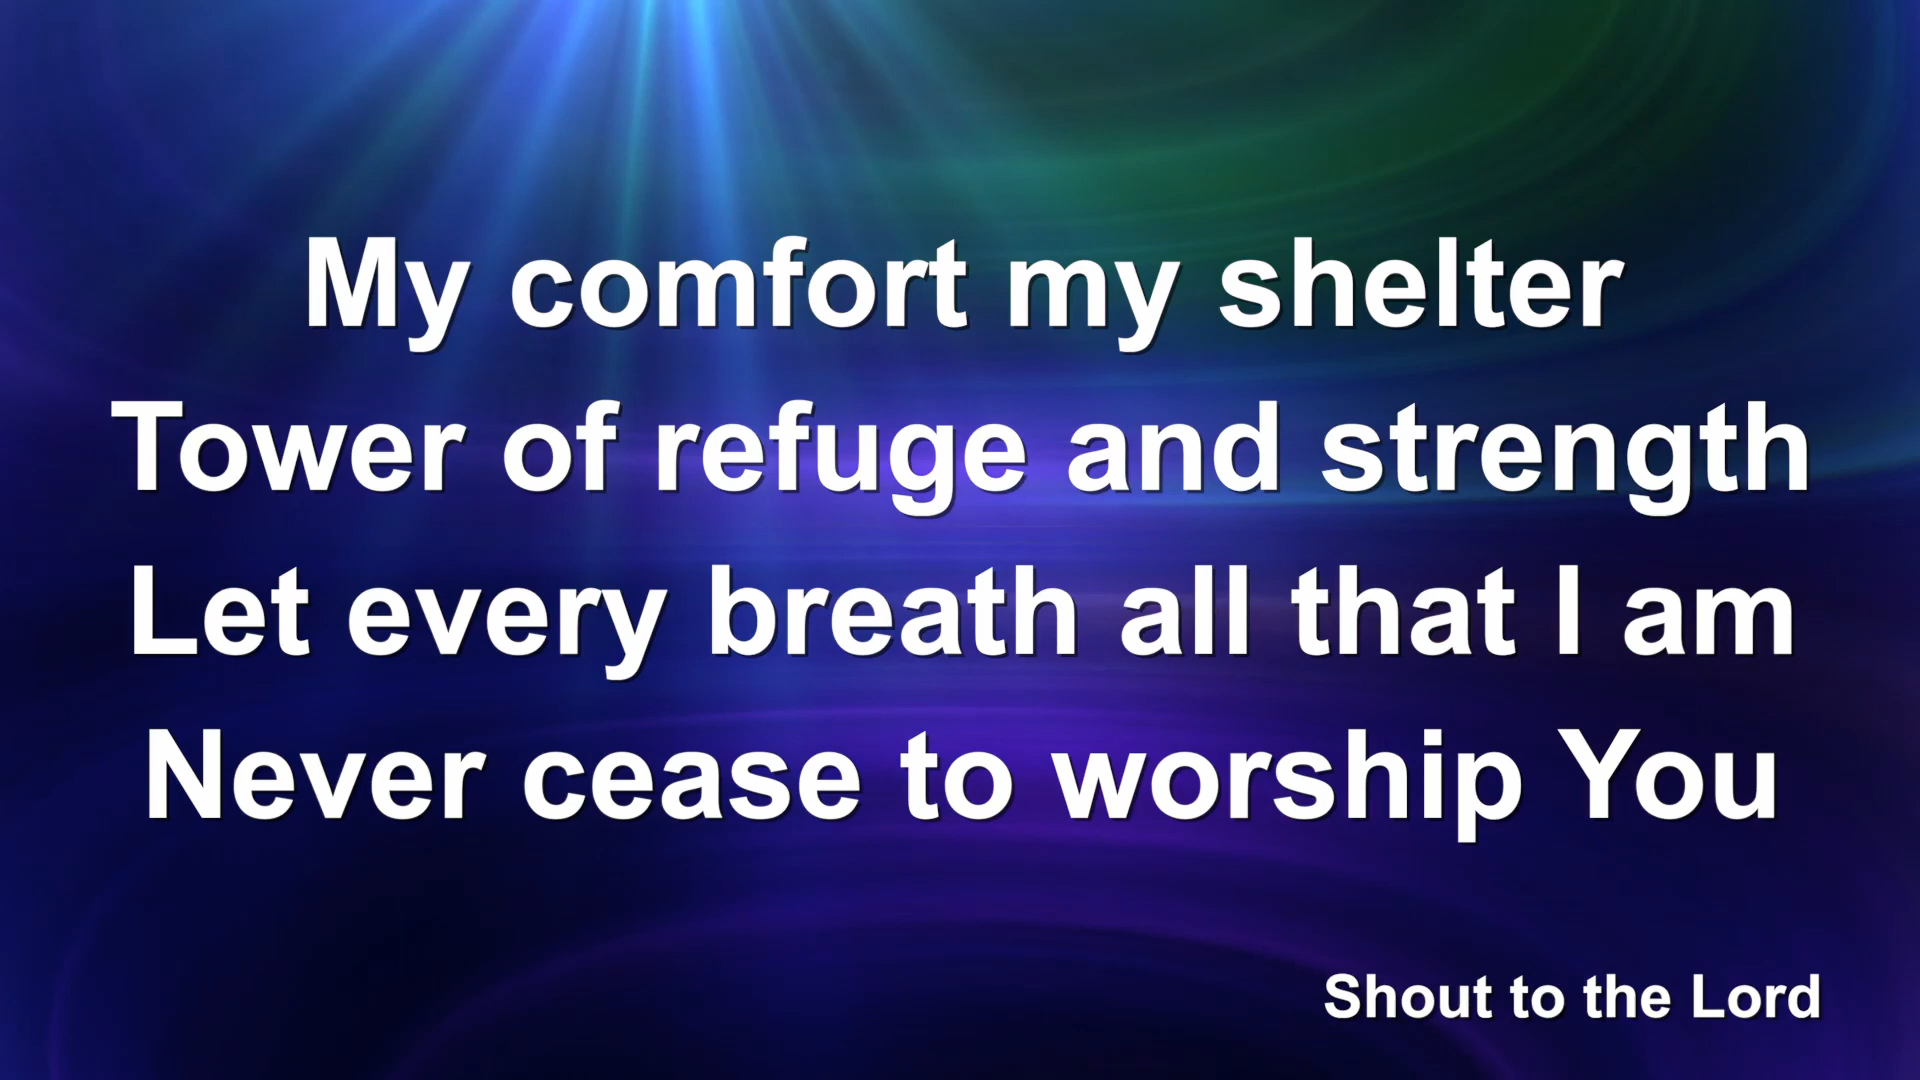 My comfort my shelter
Tower of refuge and strength
Let every breath all that I am
Never cease to worship You
Shout to the Lord